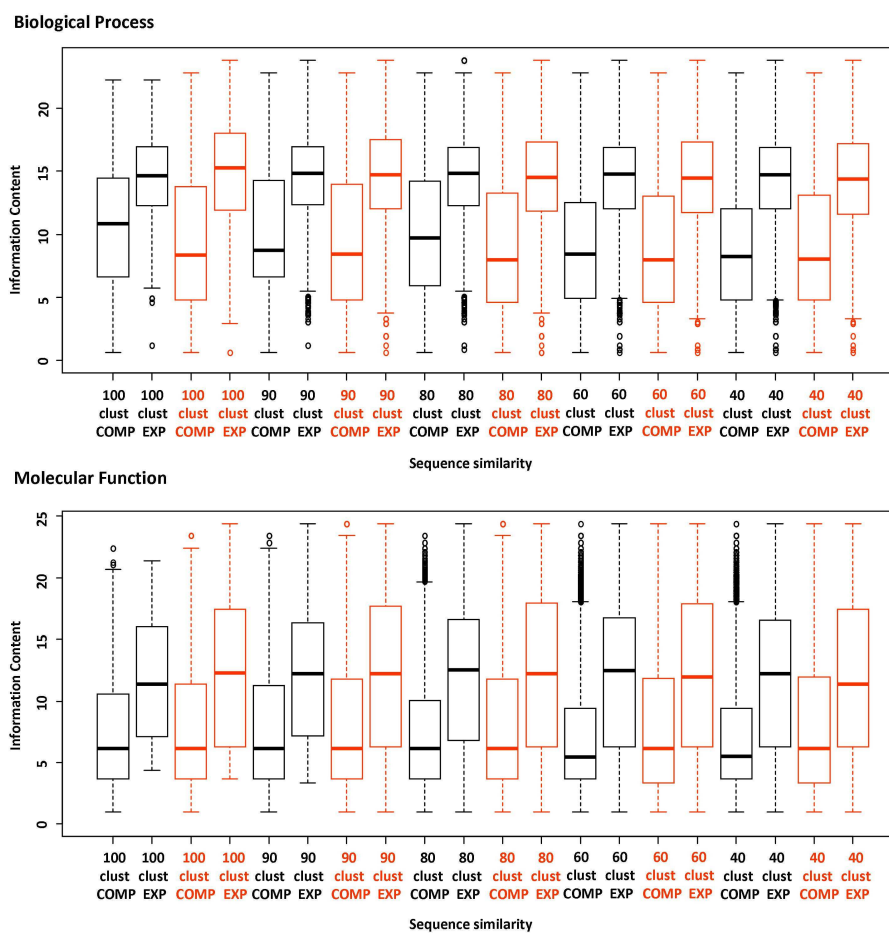 Biological Process
20
15
10
5
0
Information Content
100 100 100 100 90 90 90 90 80 80 80 80 60 60 60 60 40 40 40 40
clust clust clust clust clust clust clust clust clust clust clust clust clust clust clust clust clust clust clust clust
COMP EXP COMP EXP COMP EXP COMP EXP COMP EXP COMP EXP COMP EXP COMP EXP COMP EXP COMP EXP
Sequence similarity
Molecular Function
25
20
15
10
5
0
Information Content
100 100 100 100 90 90 90 90 80 80 80 80 60 60 60 60 40 40 40 40
clust clust clust clust clust clust clust clust clust clust clust clust clust clust clust clust clust clust clust clust
COMP EXP COMP EXP COMP EXP COMP EXP COMP EXP COMP EXP COMP EXP COMP EXP COMP EXP COMP EXP
Sequence similarity